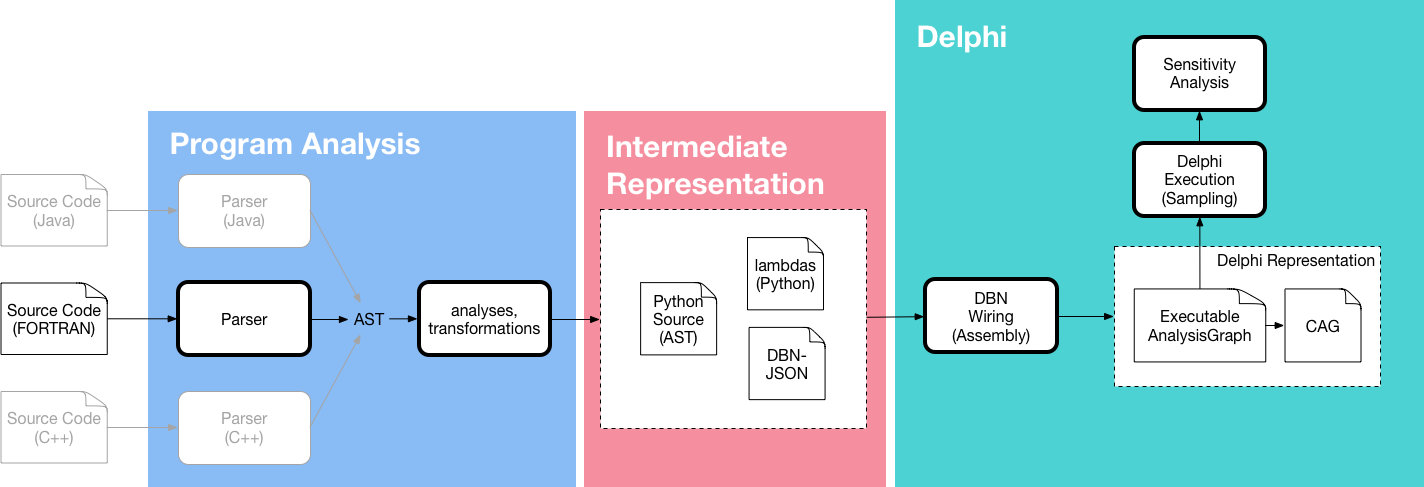 Program Analysis
Source Code
(Java)
Parser
(Java)
Source Code
(FORTRAN)
Parser
AST
analyses,
transformations
Source Code
(C++)
Parser
(C++)
Intermediate
Representation
Python
Source
(AST)
lambdas
(Python)
DBN-
JSON
Delphi
Sensitivity
Analysis
Delphi
Execution
(Sampling)
DBN
Wiring
(Assembly)
Delphi Representation
Executable
AnalysisGraph
CAG